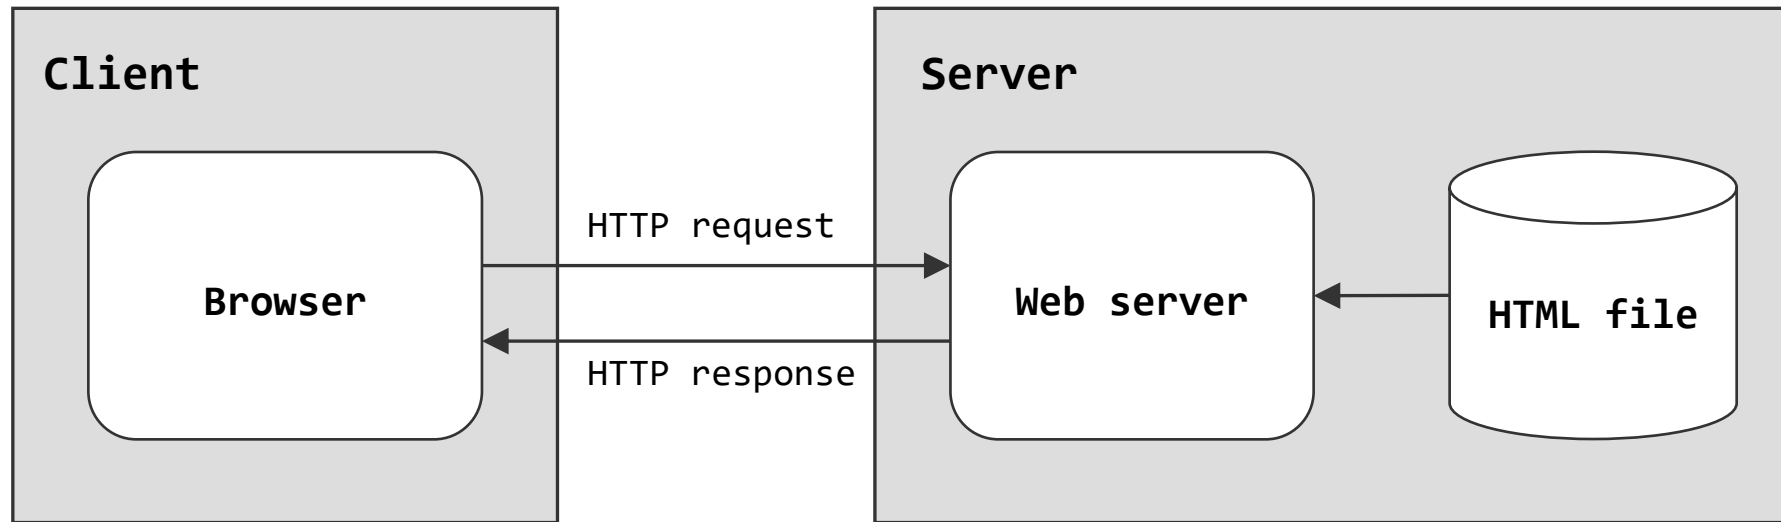 Client
Server
HTTP request
Browser
Web server
HTML file
HTTP response